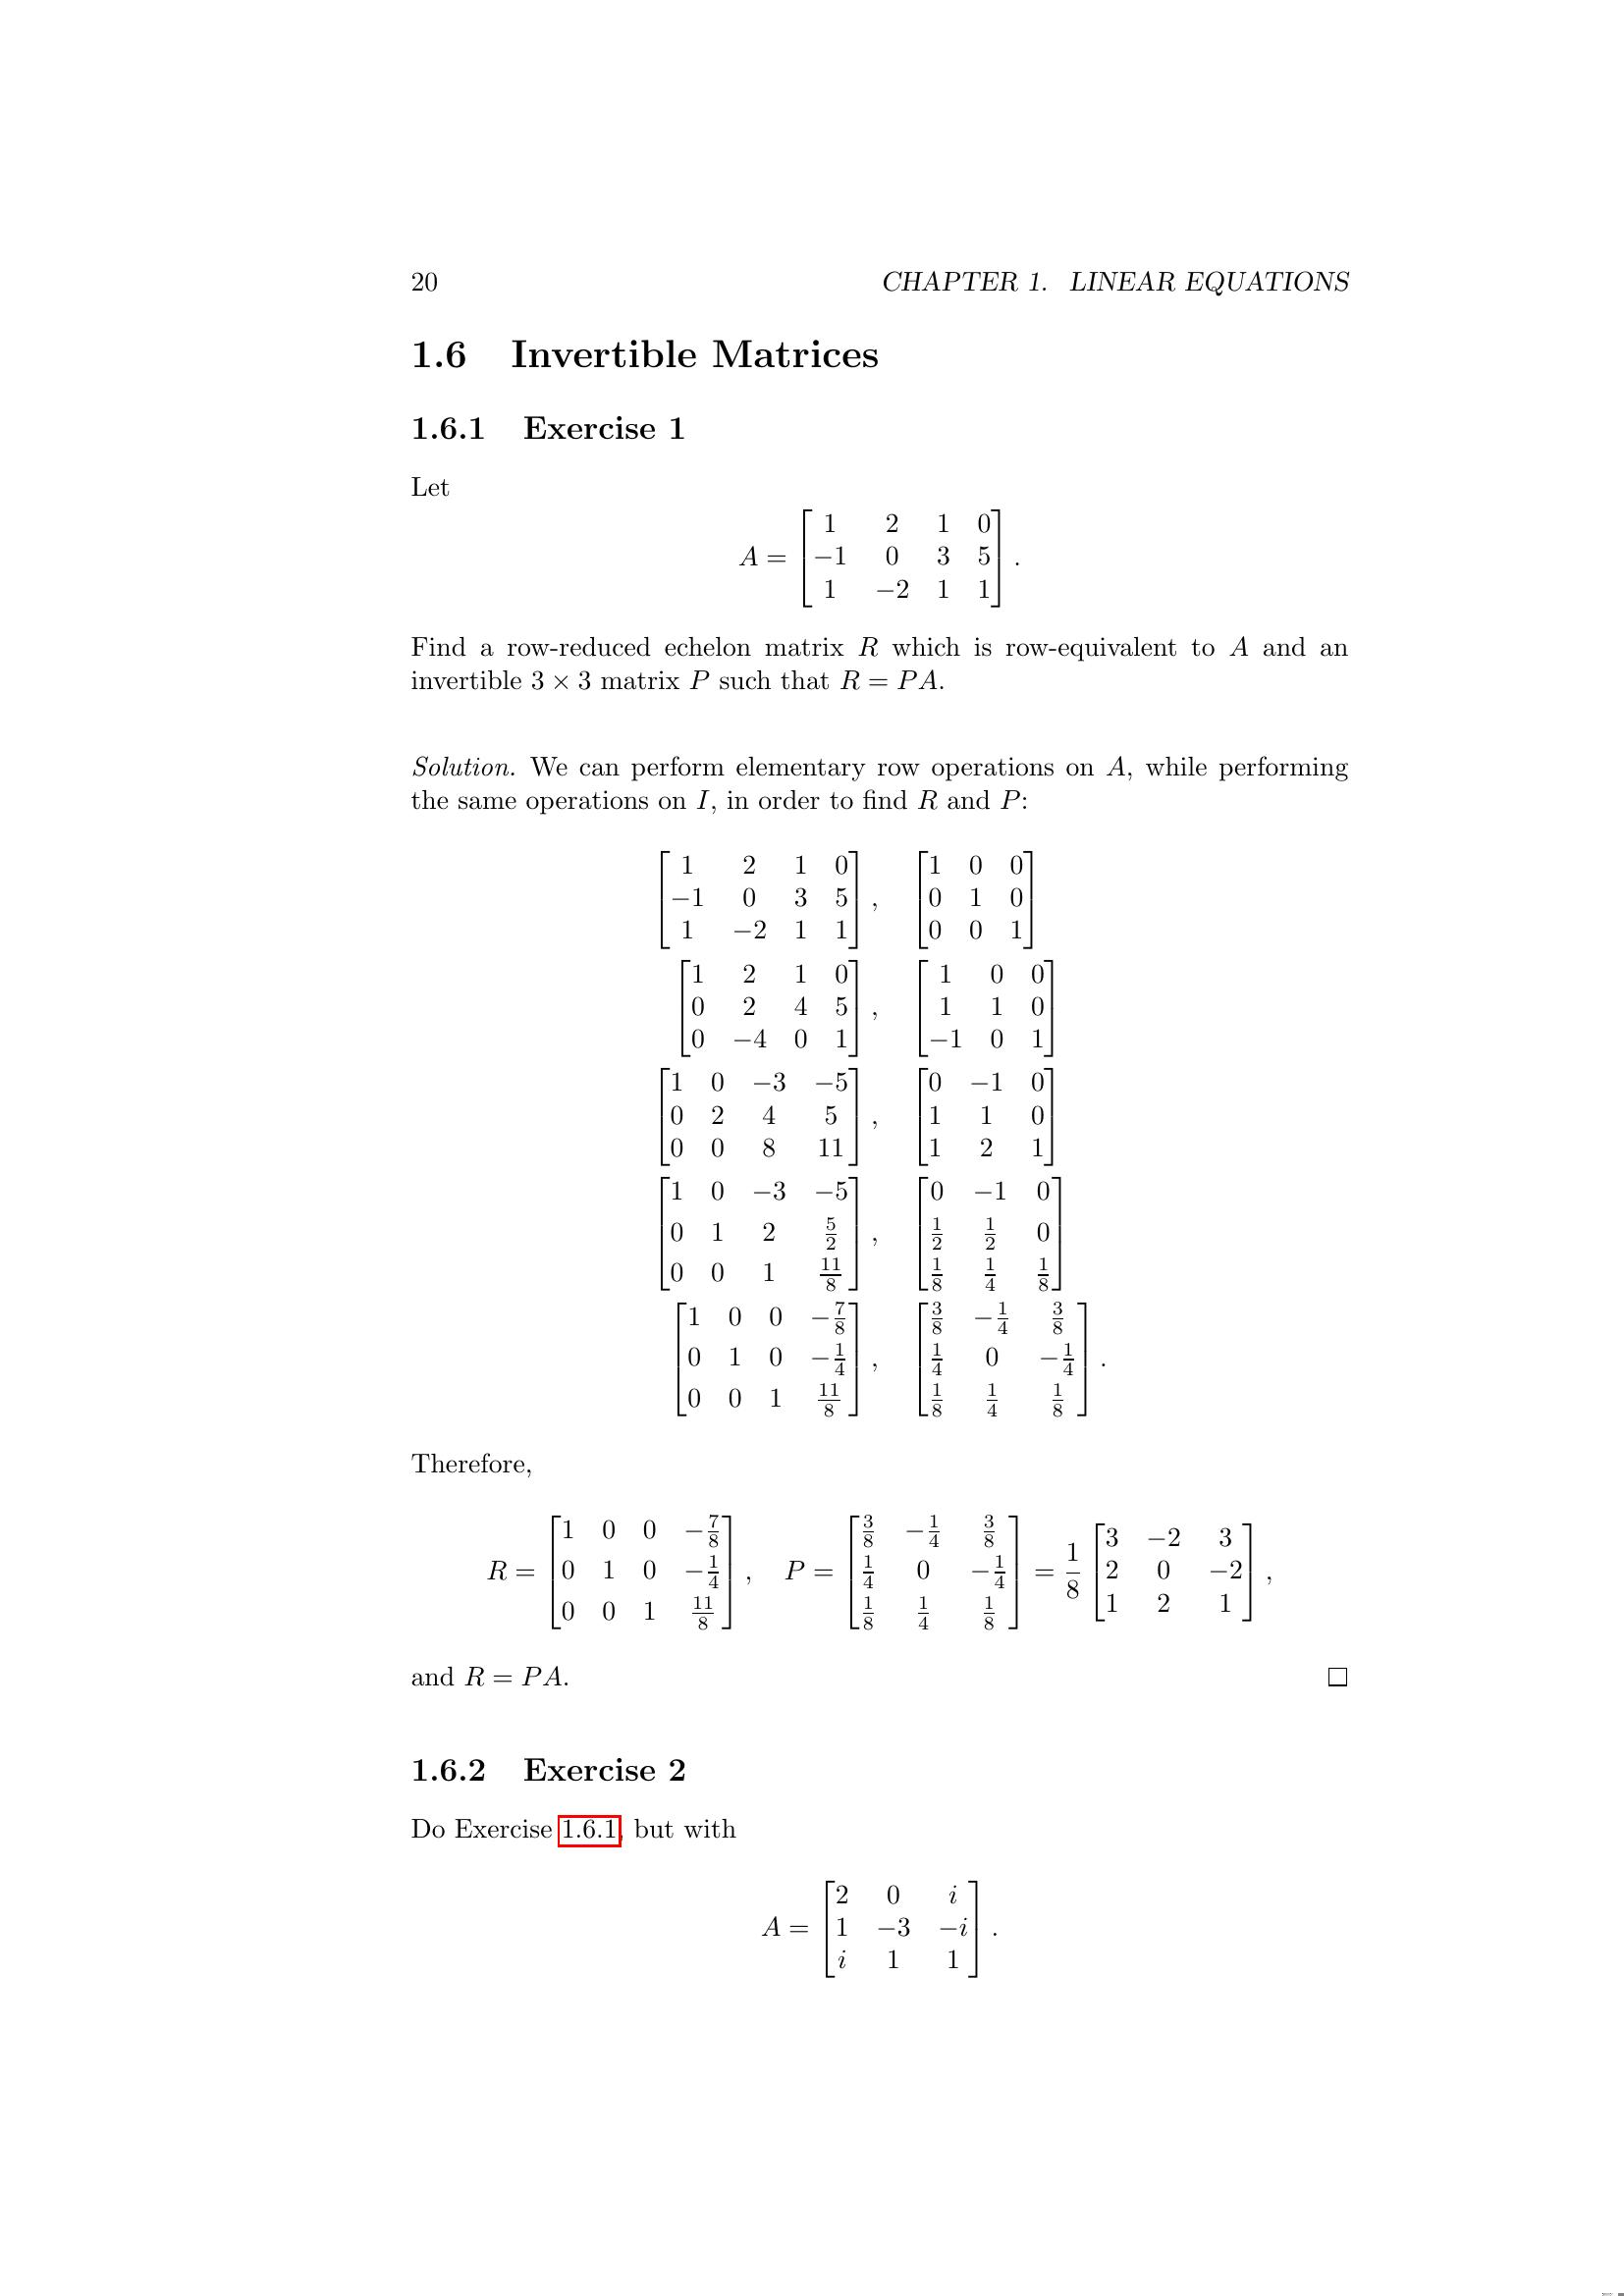 20 CHAPTER 1. LINEAR EQUATIONS
1.6 Invertible Matrices
1.6.1 Exercise 1
Let
A = \begin{bmatrix} 1 & 2 & 1 & 0 \\ -1 & 0 & 3 & 5 \\ 1 & -2 & 1 & 1 \end{bmatrix}.
Find a row-reduced echelon matrix R which is row-equivalent to A and an
invertible 3 × 3 matrix P such that R = PA.
Solution. We can perform elementary row operations on A, while performing
the same operations on I, in order to find R and P:
\begin{bmatrix} 1 & 2 & 1 & 0 \\ -1 & 0 & 3 & 5 \\ 1 & -2 & 1 & 1 \end{bmatrix}, \begin{bmatrix} 1 & 0 & 0 \\ 0 & 1 & 0 \\ 0 & 0 & 1 \end{bmatrix}
\begin{bmatrix} 1 & 2 & 1 & 0 \\ 0 & 2 & 4 & 5 \\ 0 & -4 & 0 & 1 \end{bmatrix}, \begin{bmatrix} 1 & 0 & 0 \\ 1 & 1 & 0 \\ -1 & 0 & 1 \end{bmatrix}
\begin{bmatrix} 1 & 0 & -3 & -5 \\ 0 & 2 & 4 & 5 \\ 0 & 0 & 8 & 11 \end{bmatrix}, \begin{bmatrix} 0 & -1 & 0 \\ 1 & 1 & 0 \\ 1 & 2 & 1 \end{bmatrix}
\begin{bmatrix} 1 & 0 & -3 & -5 \\ 0 & 1 & 2 & \frac{5}{2} \\ 0 & 0 & 1 & \frac{11}{8} \end{bmatrix}, \begin{bmatrix} 0 & -1 & 0 \\ \frac{1}{2} & \frac{1}{2} & 0 \\ \frac{1}{8} & \frac{1}{4} & \frac{1}{8} \end{bmatrix}
\begin{bmatrix} 1 & 0 & 0 & -\frac{7}{8} \\ 0 & 1 & 0 & -\frac{1}{4} \\ 0 & 0 & 1 & \frac{11}{8} \end{bmatrix}, \begin{bmatrix} \frac{3}{8} & -\frac{1}{4} & \frac{3}{8} \\ \frac{1}{4} & 0 & -\frac{1}{4} \\ \frac{1}{8} & \frac{1}{4} & \frac{1}{8} \end{bmatrix}.
Therefore,
R = \begin{bmatrix} 1 & 0 & 0 & -\frac{7}{8} \\ 0 & 1 & 0 & -\frac{1}{4} \\ 0 & 0 & 1 & \frac{11}{8} \end{bmatrix}, P = \begin{bmatrix} \frac{3}{8} & -\frac{1}{4} & \frac{3}{8} \\ \frac{1}{4} & 0 & -\frac{1}{4} \\ \frac{1}{8} & \frac{1}{4} & \frac{1}{8} \end{bmatrix} = \frac{1}{8} \begin{bmatrix} 3 & -2 & 3 \\ 2 & 0 & -2 \\ 1 & 2 & 1 \end{bmatrix},
and R = PA. □
1.6.2 Exercise 2
Do Exercise 1.6.1, but with
A = \begin{bmatrix} 2 & 0 & i \\ 1 & -3 & -i \\ i & 1 & 1 \end{bmatrix}.